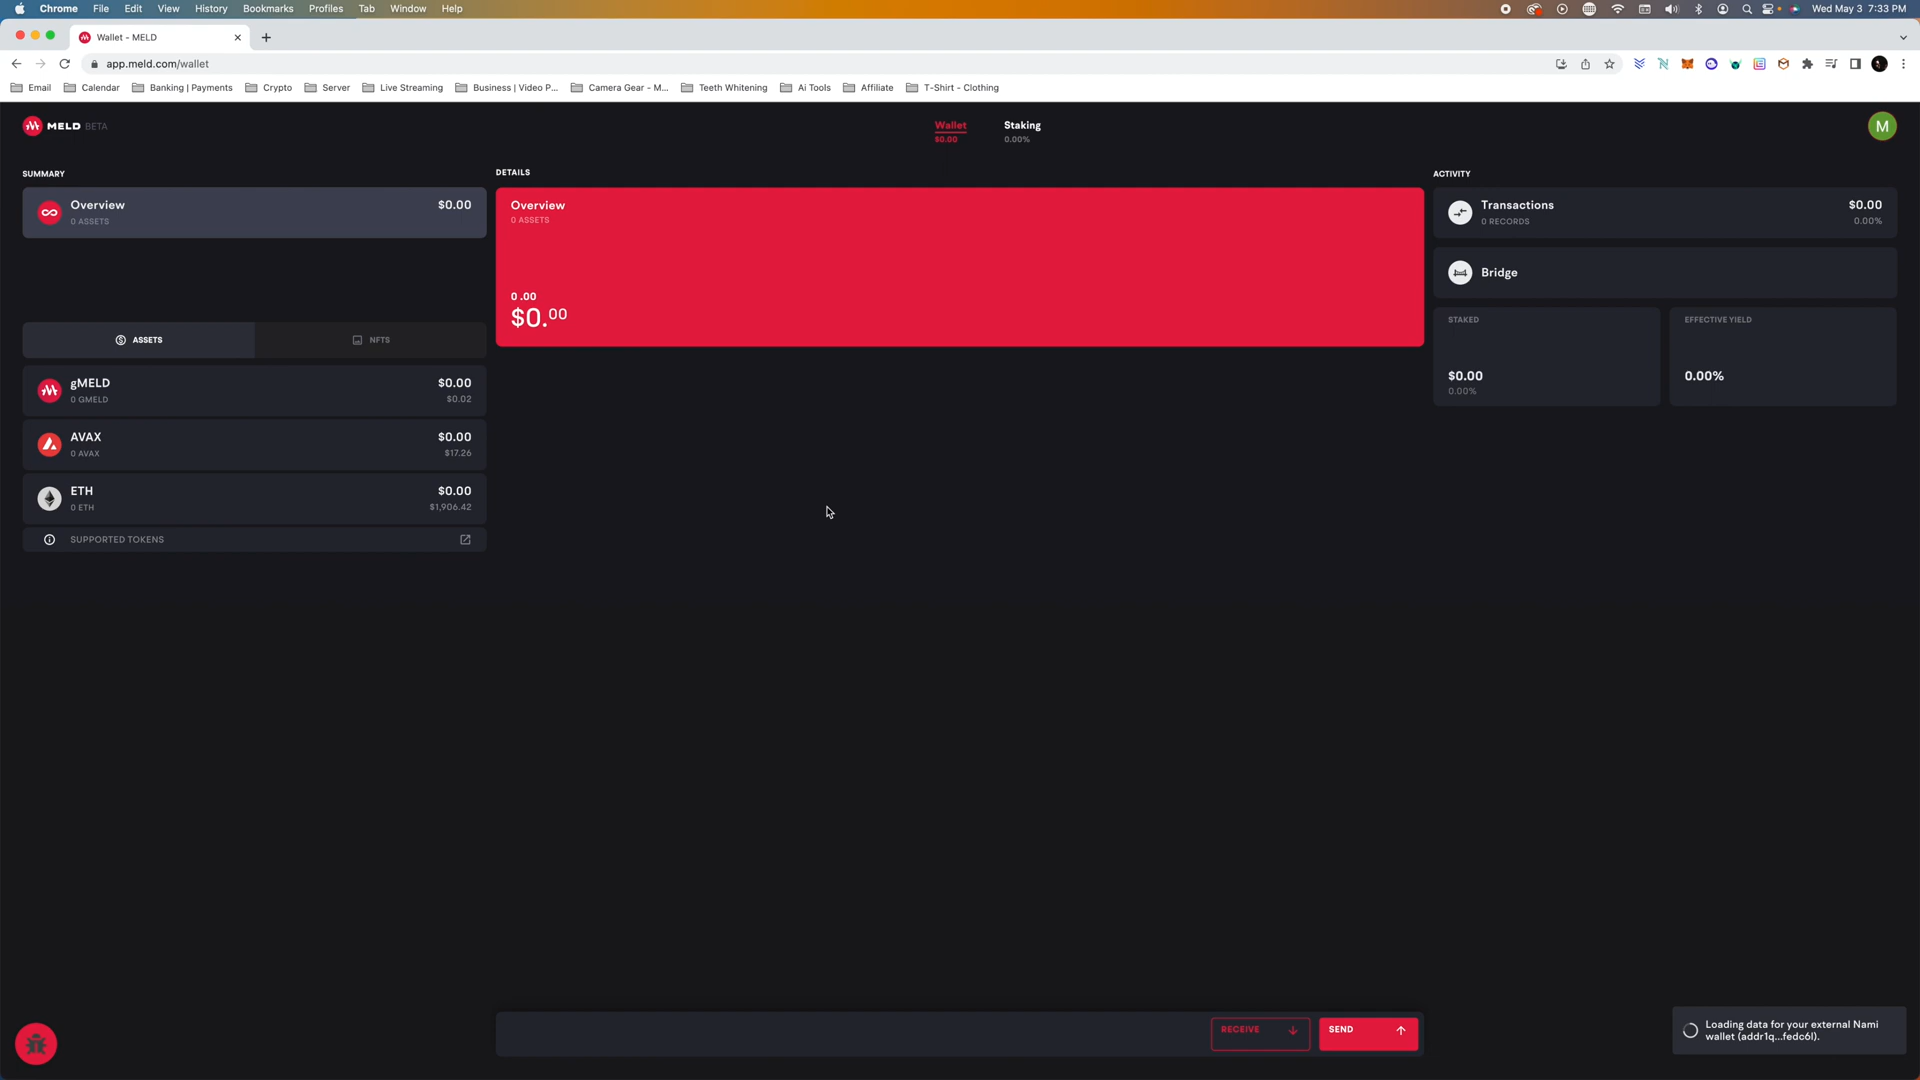 Chrome File Edit View History Bookmarks Profiles Tab Window Help Wed May 3 7:33 PM
Wallet - MELD
app.meld.com/wallet
Email Calendar Banking | Payments Crypto Server Live Streaming Business | Video P... Camera Gear - M... Teeth Whitening Ai Tools Affiliate T-Shirt - Clothing
MELD BETA
Wallet
$0.00
Staking
0.00%
M
SUMMARY
Overview $0.00
0 ASSETS
ASSETS NFTS
gMELD $0.00
0 GMELD $0.02
AVAX $0.00
0 AVAX $17.26
ETH $0.00
0 ETH $1,906.42
SUPPORTED TOKENS
DETAILS
Overview
0 ASSETS
0 .00
$0.00
RECEIVE SEND
ACTIVITY
Transactions $0.00
0 RECORDS 0.00%
Bridge
STAKED
$0.00
0.00%
EFFECTIVE YIELD
0.00%
Loading data for your external Nami
wallet (addr1q...fedc6l).